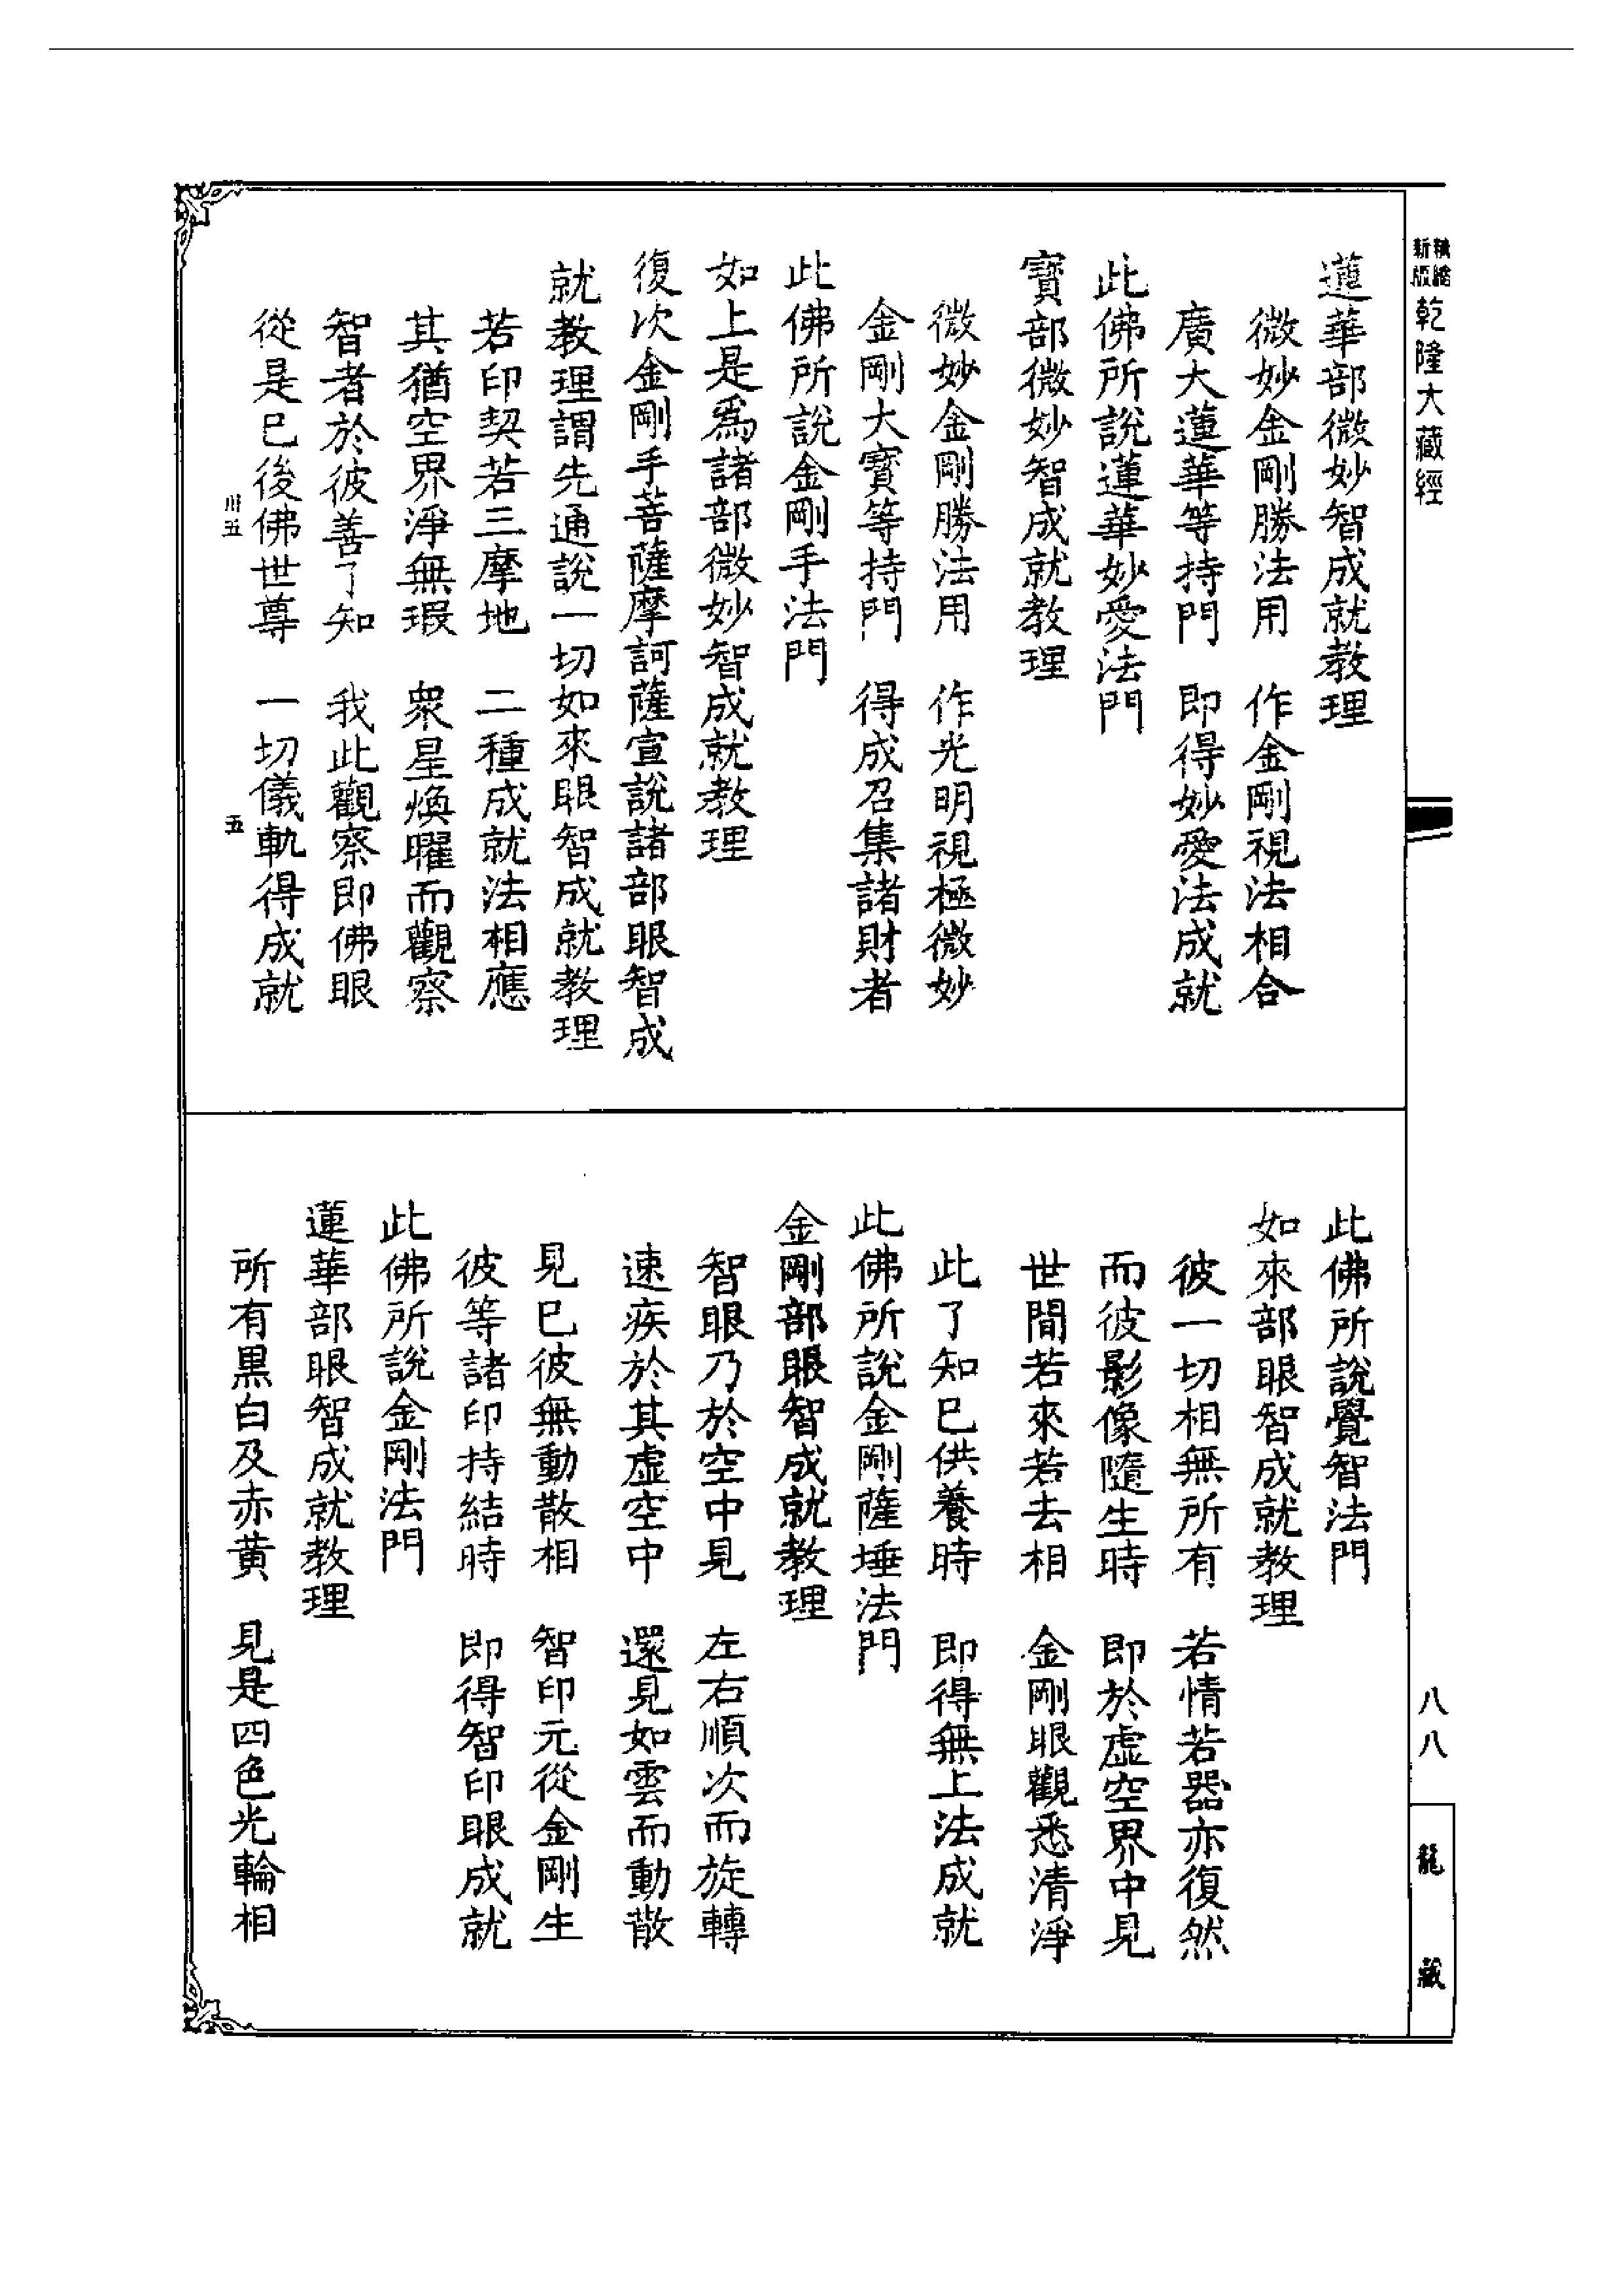 新版
精縮
乾隆大藏經
蓮華部微妙智成就教理
微妙金剛勝法用　作金剛視法相合
廣大蓮華等持門　即得妙愛法成就
此佛所說蓮華妙愛法門
寳部微妙智成就教理
微妙金剛勝法用　作光明視極微妙
金剛大寳等持門　得成召集諸財者
此佛所說金剛手法門
如上是爲諸部微妙智成就教理
復次金剛手菩薩摩訶薩宣說諸部眼智成
就教理謂先通說一切如來眼智成就教理
若印契若三摩地　二種成就法相應
其猶空界淨無瑕　衆星煥曜而觀察
智者於彼善了知　我此觀察即佛眼
從是巳後佛世尊　一切儀軌得成就
卅五　五
此佛所說覺智法門
如來部眼智成就教理
彼一切相無所有　若情若器亦復然
而彼影像隨生時　即於虛空界中見
世間若來若去相　金剛眼觀悉清淨
此了知巳供養時　即得無上法成就
此佛所說金剛薩埵法門
金剛部眼智成就教理
智眼乃於空中見　左右順次而旋轉
速疾於其虛空中　還見如雲而動散
見巳彼無動散相　智印元從金剛生
彼等諸印持結時　即得智印眼成就
此佛所說金剛法門
蓮華部眼智成就教理
所有黒白及赤黄　見是四色光輪相
八八
龍藏